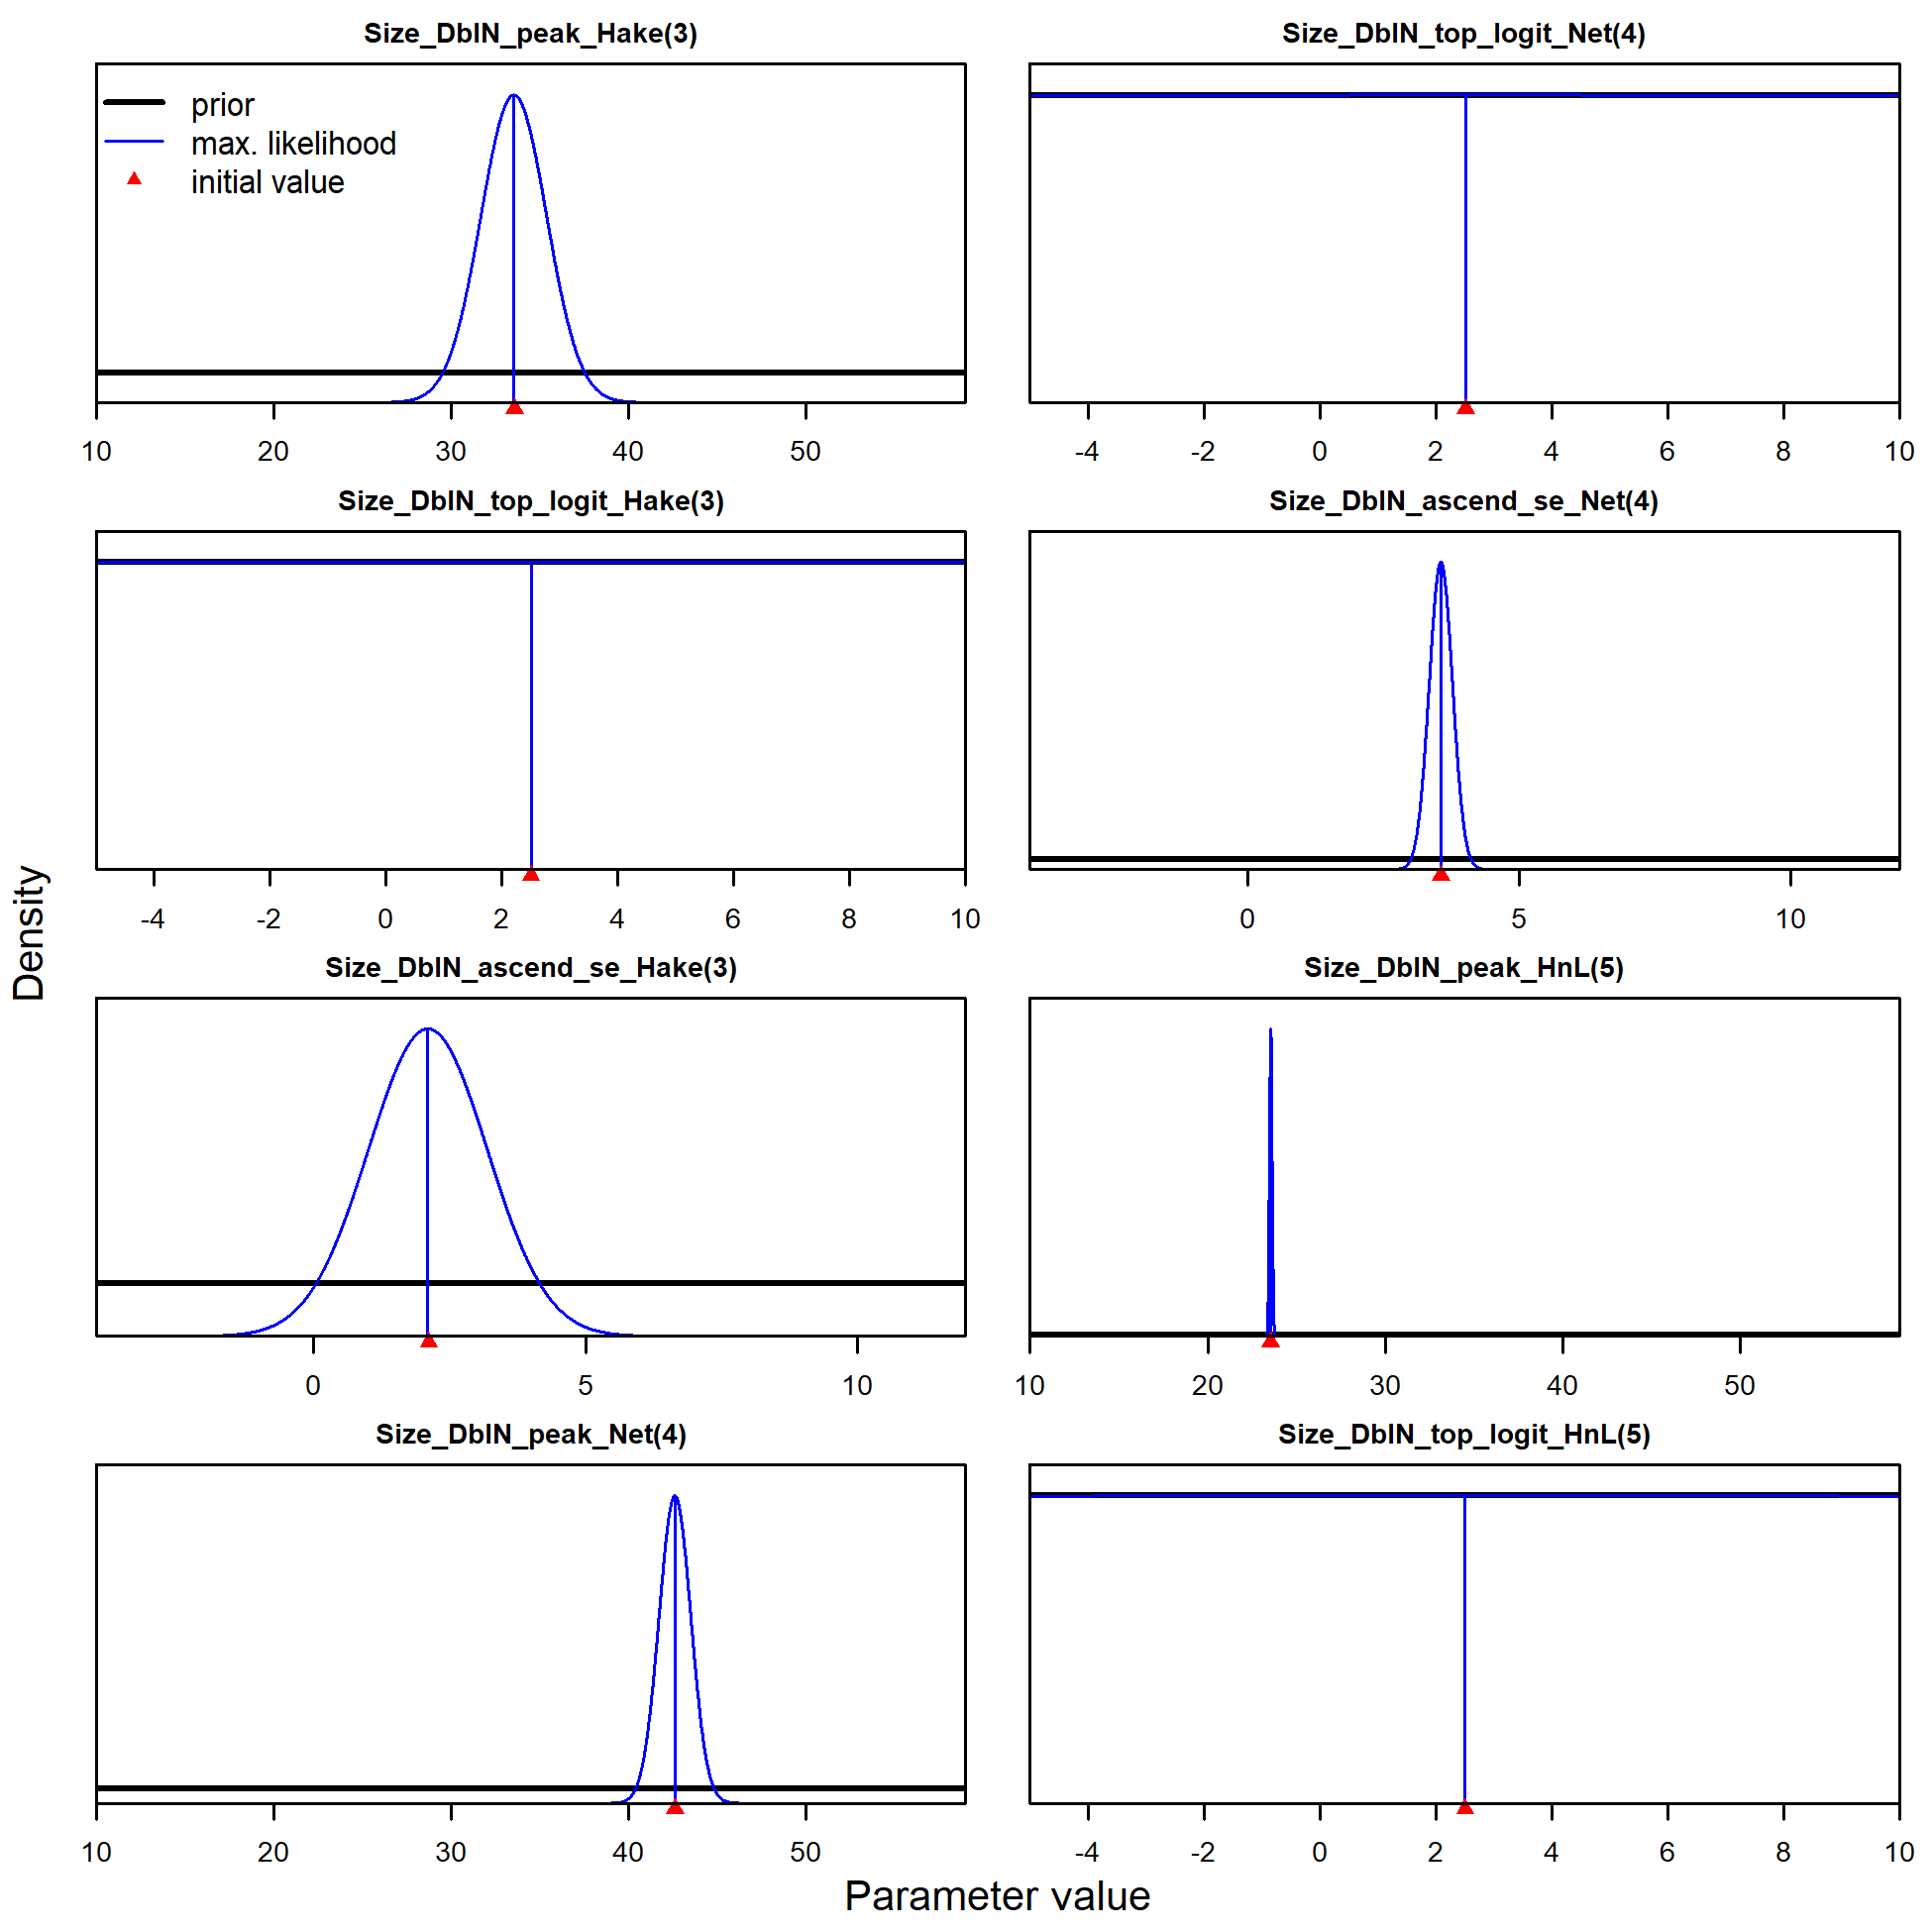 Size_DblN_peak_Hake(3)
prior
max. likelihood
initial value
10 20 30 40 50
Size_DblN_top_logit_Net(4)
-4 -2 0 2 4 6 8 10
Size_DblN_top_logit_Hake(3)
-4 -2 0 2 4 6 8 10
Size_DblN_ascend_se_Net(4)
0 5 10
Size_DblN_ascend_se_Hake(3)
0 5 10
Size_DblN_peak_HnL(5)
10 20 30 40 50
Size_DblN_peak_Net(4)
10 20 30 40 50
Size_DblN_top_logit_HnL(5)
-4 -2 0 2 4 6 8 10
Density
Parameter value